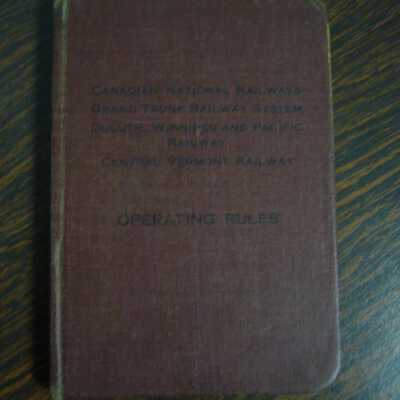 CANADIAN NATIONAL RAILWAYS
GRAND TRUNK RAILWAY SYSTEM
DULUTH, WINNIPEG AND PACIFIC
RAILWAY
CENTRAL VERMONT RAILWAY
OPERATING RULES